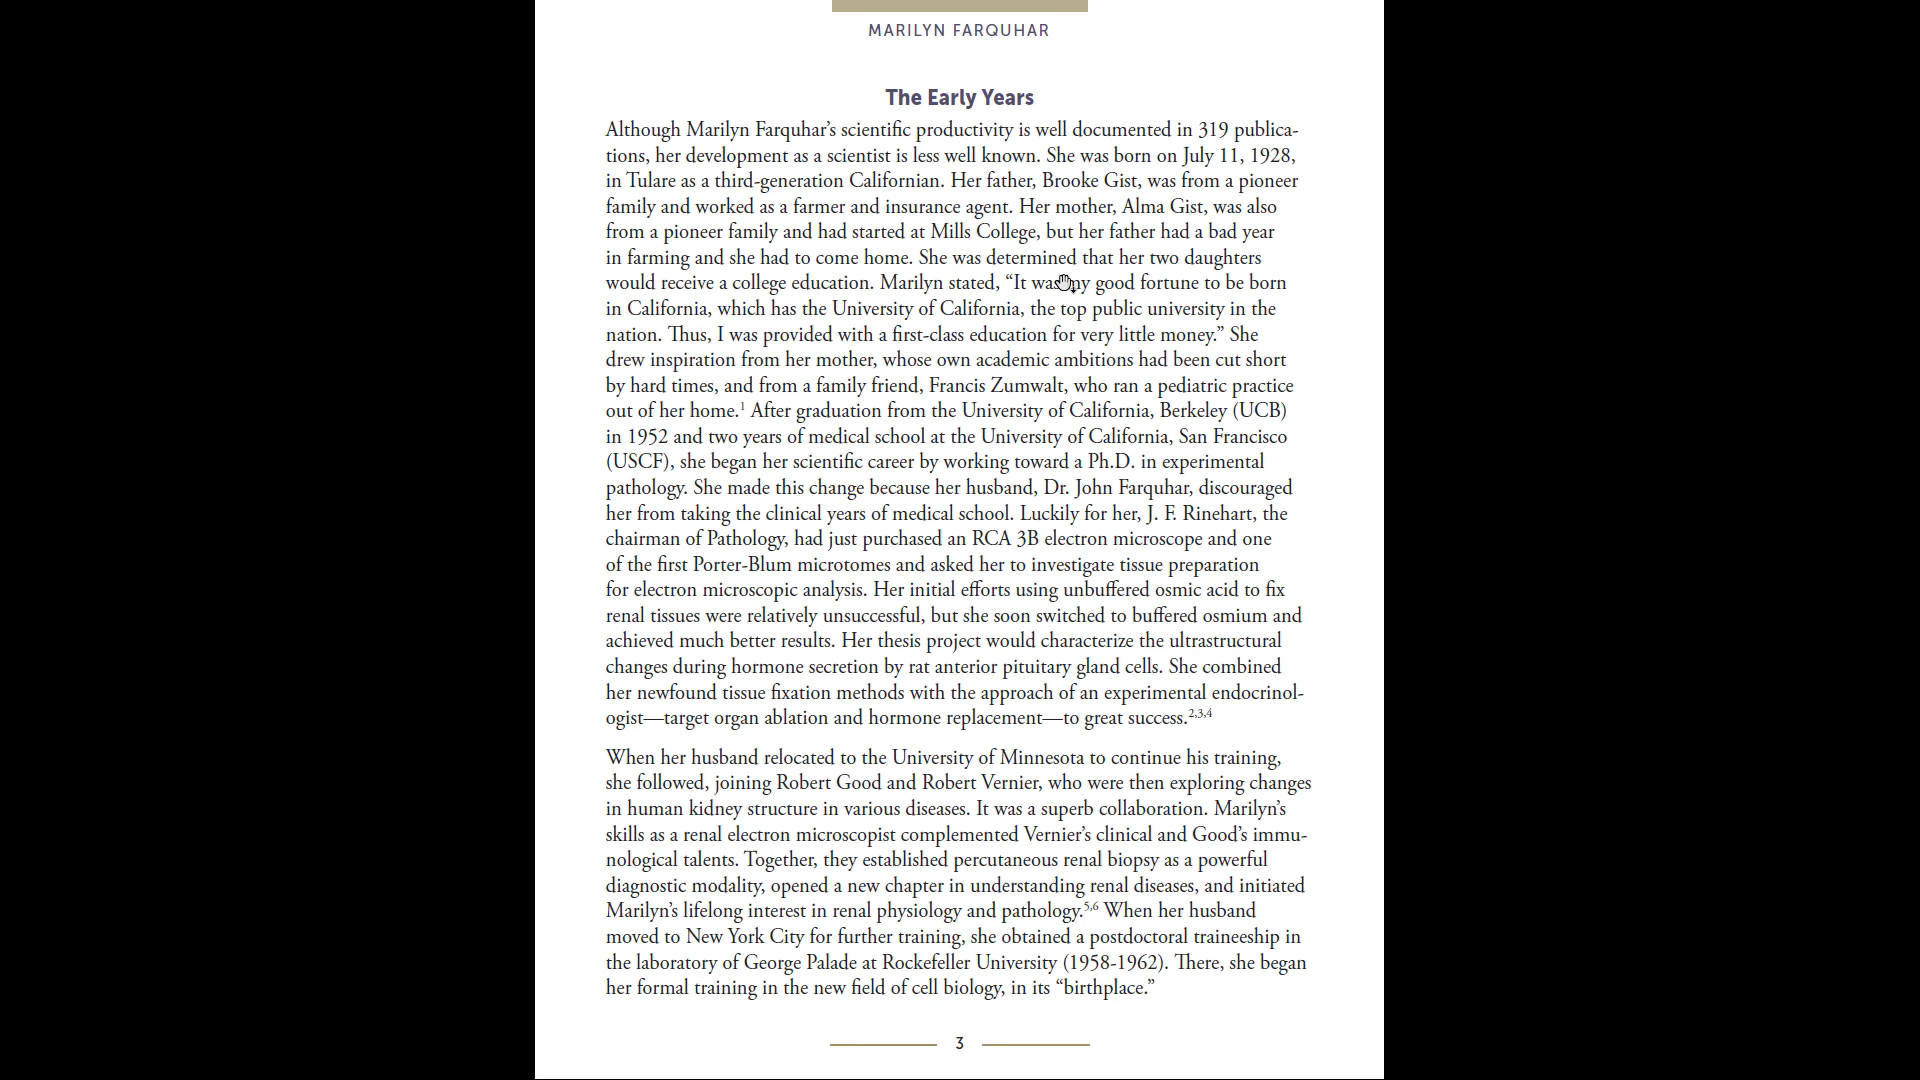 MARILYN FARQUHAR
The Early Years
Although Marilyn Farquhar’s scientific productivity is well documented in 319 publica-
tions, her development as a scientist is less well known. She was born on July 11, 1928,
in Tulare as a third-generation Californian. Her father, Brooke Gist, was from a pioneer
family and worked as a farmer and insurance agent. Her mother, Alma Gist, was also
from a pioneer family and had started at Mills College, but her father had a bad year
in farming and she had to come home. She was determined that her two daughters
would receive a college education. Marilyn stated, “It was my good fortune to be born
in California, which has the University of California, the top public university in the
nation. Thus, I was provided with a first-class education for very little money.” She
drew inspiration from her mother, whose own academic ambitions had been cut short
by hard times, and from a family friend, Francis Zumwalt, who ran a pediatric practice
out of her home.1 After graduation from the University of California, Berkeley (UCB)
in 1952 and two years of medical school at the University of California, San Francisco
(USCF), she began her scientific career by working toward a Ph.D. in experimental
pathology. She made this change because her husband, Dr. John Farquhar, discouraged
her from taking the clinical years of medical school. Luckily for her, J. F. Rinehart, the
chairman of Pathology, had just purchased an RCA 3B electron microscope and one
of the first Porter-Blum microtomes and asked her to investigate tissue preparation
for electron microscopic analysis. Her initial efforts using unbuffered osmic acid to fix
renal tissues were relatively unsuccessful, but she soon switched to buffered osmium and
achieved much better results. Her thesis project would characterize the ultrastructural
changes during hormone secretion by rat anterior pituitary gland cells. She combined
her newfound tissue fixation methods with the approach of an experimental endocrinol-
ogist—target organ ablation and hormone replacement—to great success.2,3,4
When her husband relocated to the University of Minnesota to continue his training,
she followed, joining Robert Good and Robert Vernier, who were then exploring changes
in human kidney structure in various diseases. It was a superb collaboration. Marilyn’s
skills as a renal electron microscopist complemented Vernier’s clinical and Good’s immu-
nological talents. Together, they established percutaneous renal biopsy as a powerful
diagnostic modality, opened a new chapter in understanding renal diseases, and initiated
Marilyn’s lifelong interest in renal physiology and pathology.5,6 When her husband
moved to New York City for further training, she obtained a postdoctoral traineeship in
the laboratory of George Palade at Rockefeller University (1958-1962). There, she began
her formal training in the new field of cell biology, in its “birthplace.”
3